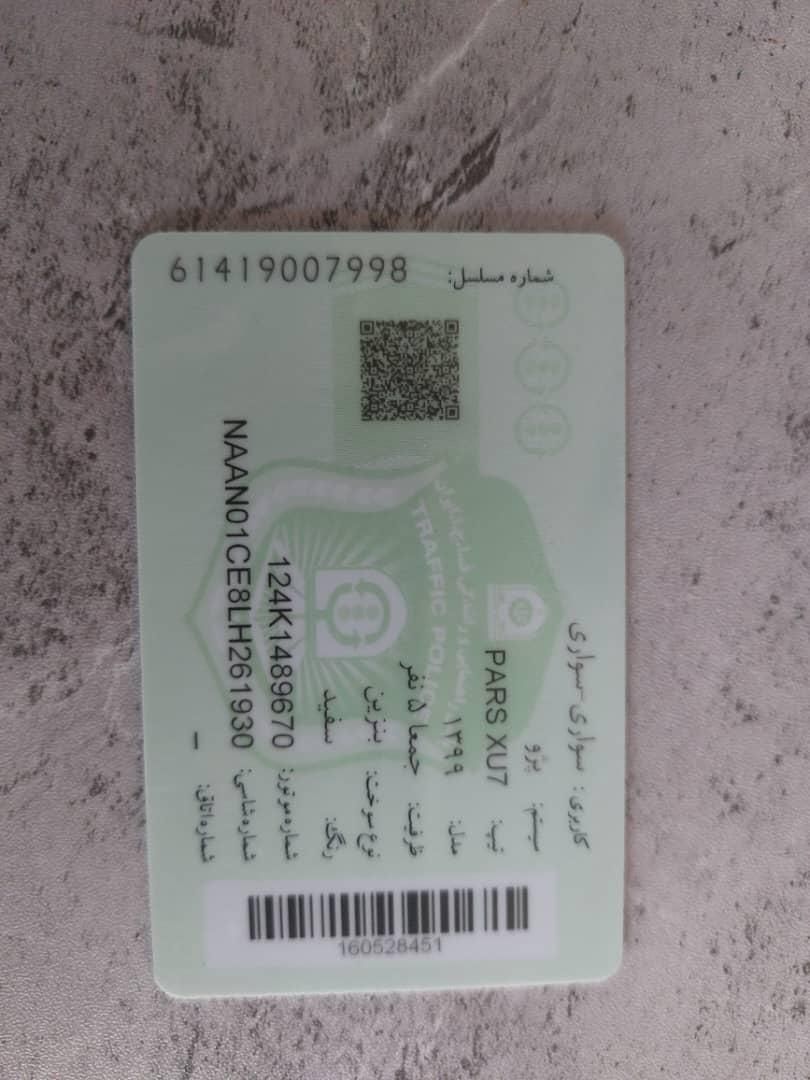 شماره مسلسل: 61419007998
کاربری: سواری-سواری
سیستم: پژو
تیپ: PARS XU7
مدل: ۱۳۹۹
ظرفیت: جمعا ۵ نفر
نوع سوخت: بنزین
رنگ: سفید
شماره موتور: 124K1489670
شماره شاسی: NAAN01CE8LH261930
شماره اتاق: –
TRAFFIC POLICE
160528451